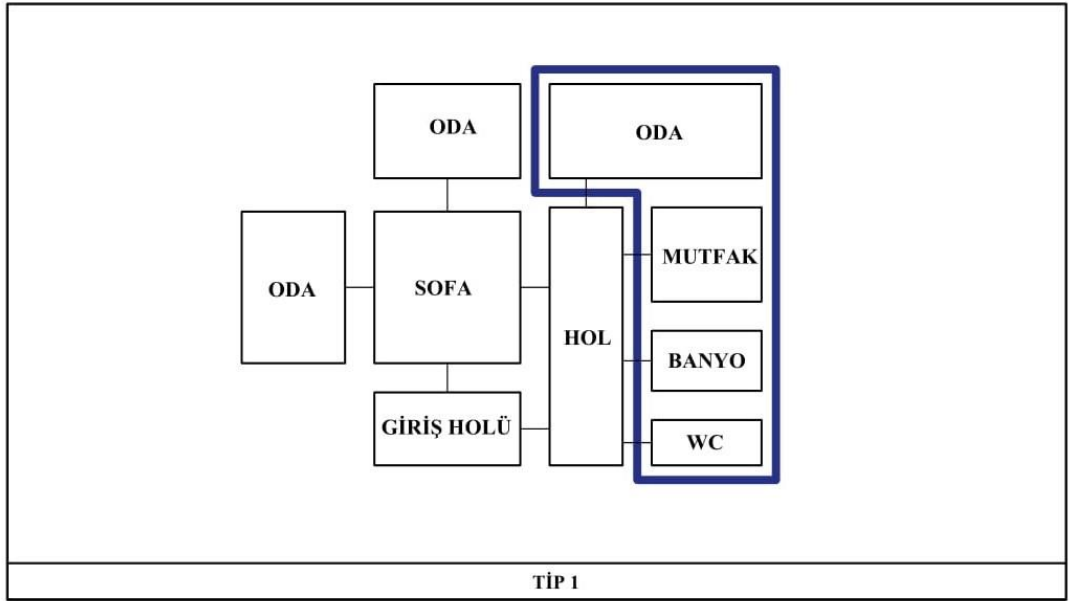 ODA
ODA
ODA
SOFA
MUTFAK
HOL
BANYO
GİRİŞ HOLÜ
WC
TİP 1